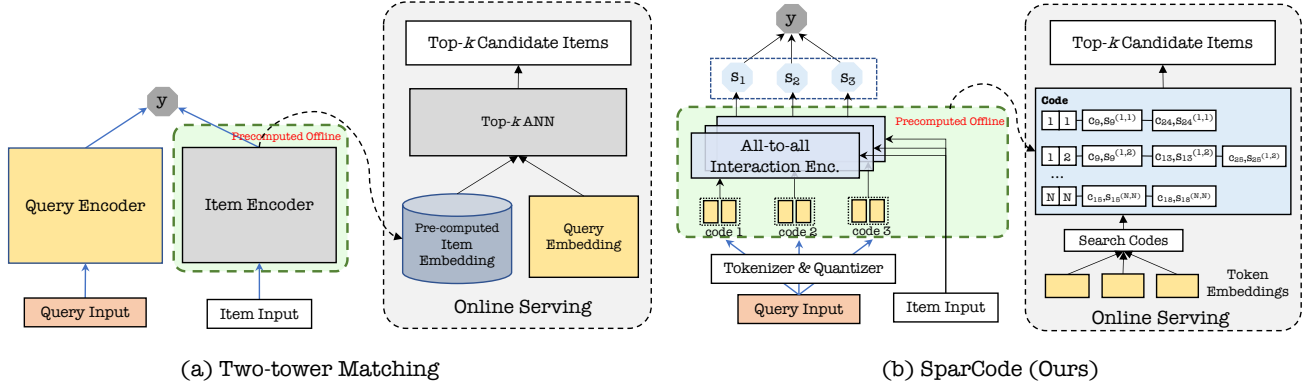 y
Precomputed Offline
Query Encoder
Item Encoder
Query Input
Item Input
Top-k Candidate Items
Top-k ANN
Pre-computed
Item
Embedding
Query
Embedding
Online Serving
(a) Two-tower Matching
y
S1
S2
S3
Precomputed Offline
All-to-all
Interaction Enc.
code 1
code 2
code 3
Tokenizer & Quantizer
Query Input
Item Input
Top-k Candidate Items
Code
1 1 C9,S9(1,1) C24,S24(1,1)
1 2 C9,S9(1,2) C13,S13(1,2) C25,S25(1,2)
...
N N C15,S15(N,N) C18,S18(N,N)
Search Codes
Token
Embeddings
Online Serving
(b) SparCode (Ours)